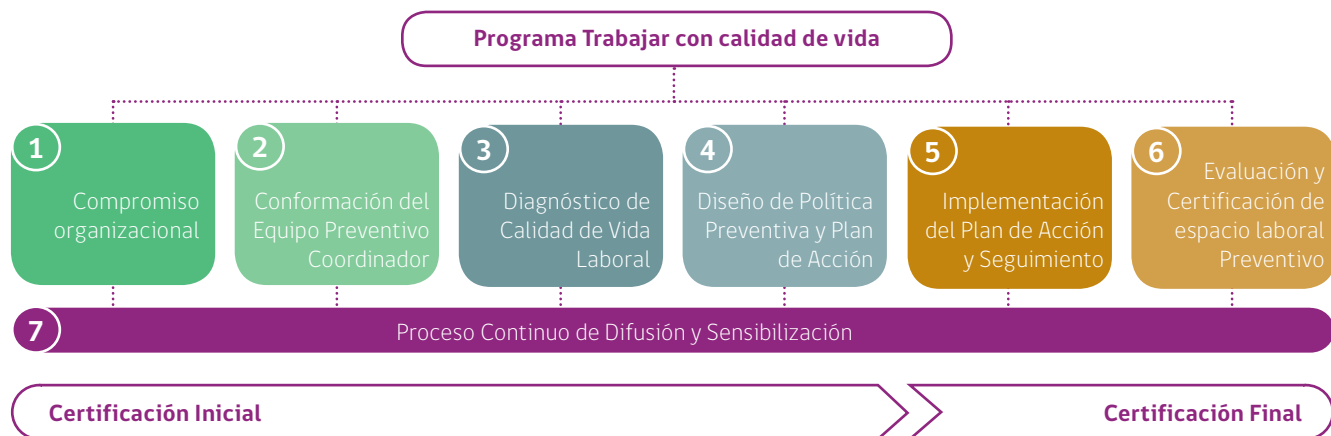 Programa Trabajar con calidad de vida
1
Compromiso
organizacional
2
Conformación del
Equipo Preventivo
Coordinador
3
Diagnóstico de
Calidad de Vida
Laboral
4
Diseño de Política
Preventiva y Plan
de Acción
5
Implementación
del Plan de Acción
y Seguimiento
6
Evaluación y
Certificación de
espacio laboral
Preventivo
7
Proceso Continuo de Difusión y Sensibilización
Certificación Inicial
Certificación Final